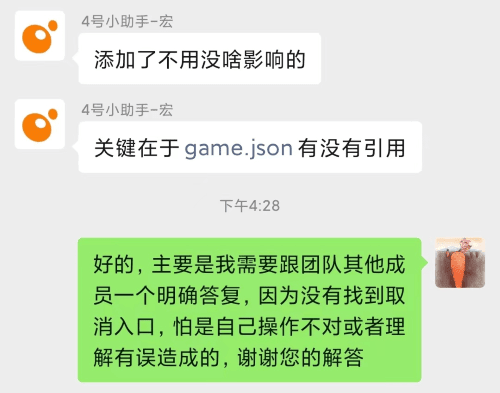 4号小助手-宏
添加了不用没啥影响的
4号小助手-宏
关键在于 game.json 有没有引用
下午4:28
好的，主要是我需要跟团队其他成
员一个明确答复，因为没有找到取
消入口，怕是自己操作不对或者理
解有误造成的，谢谢您的解答